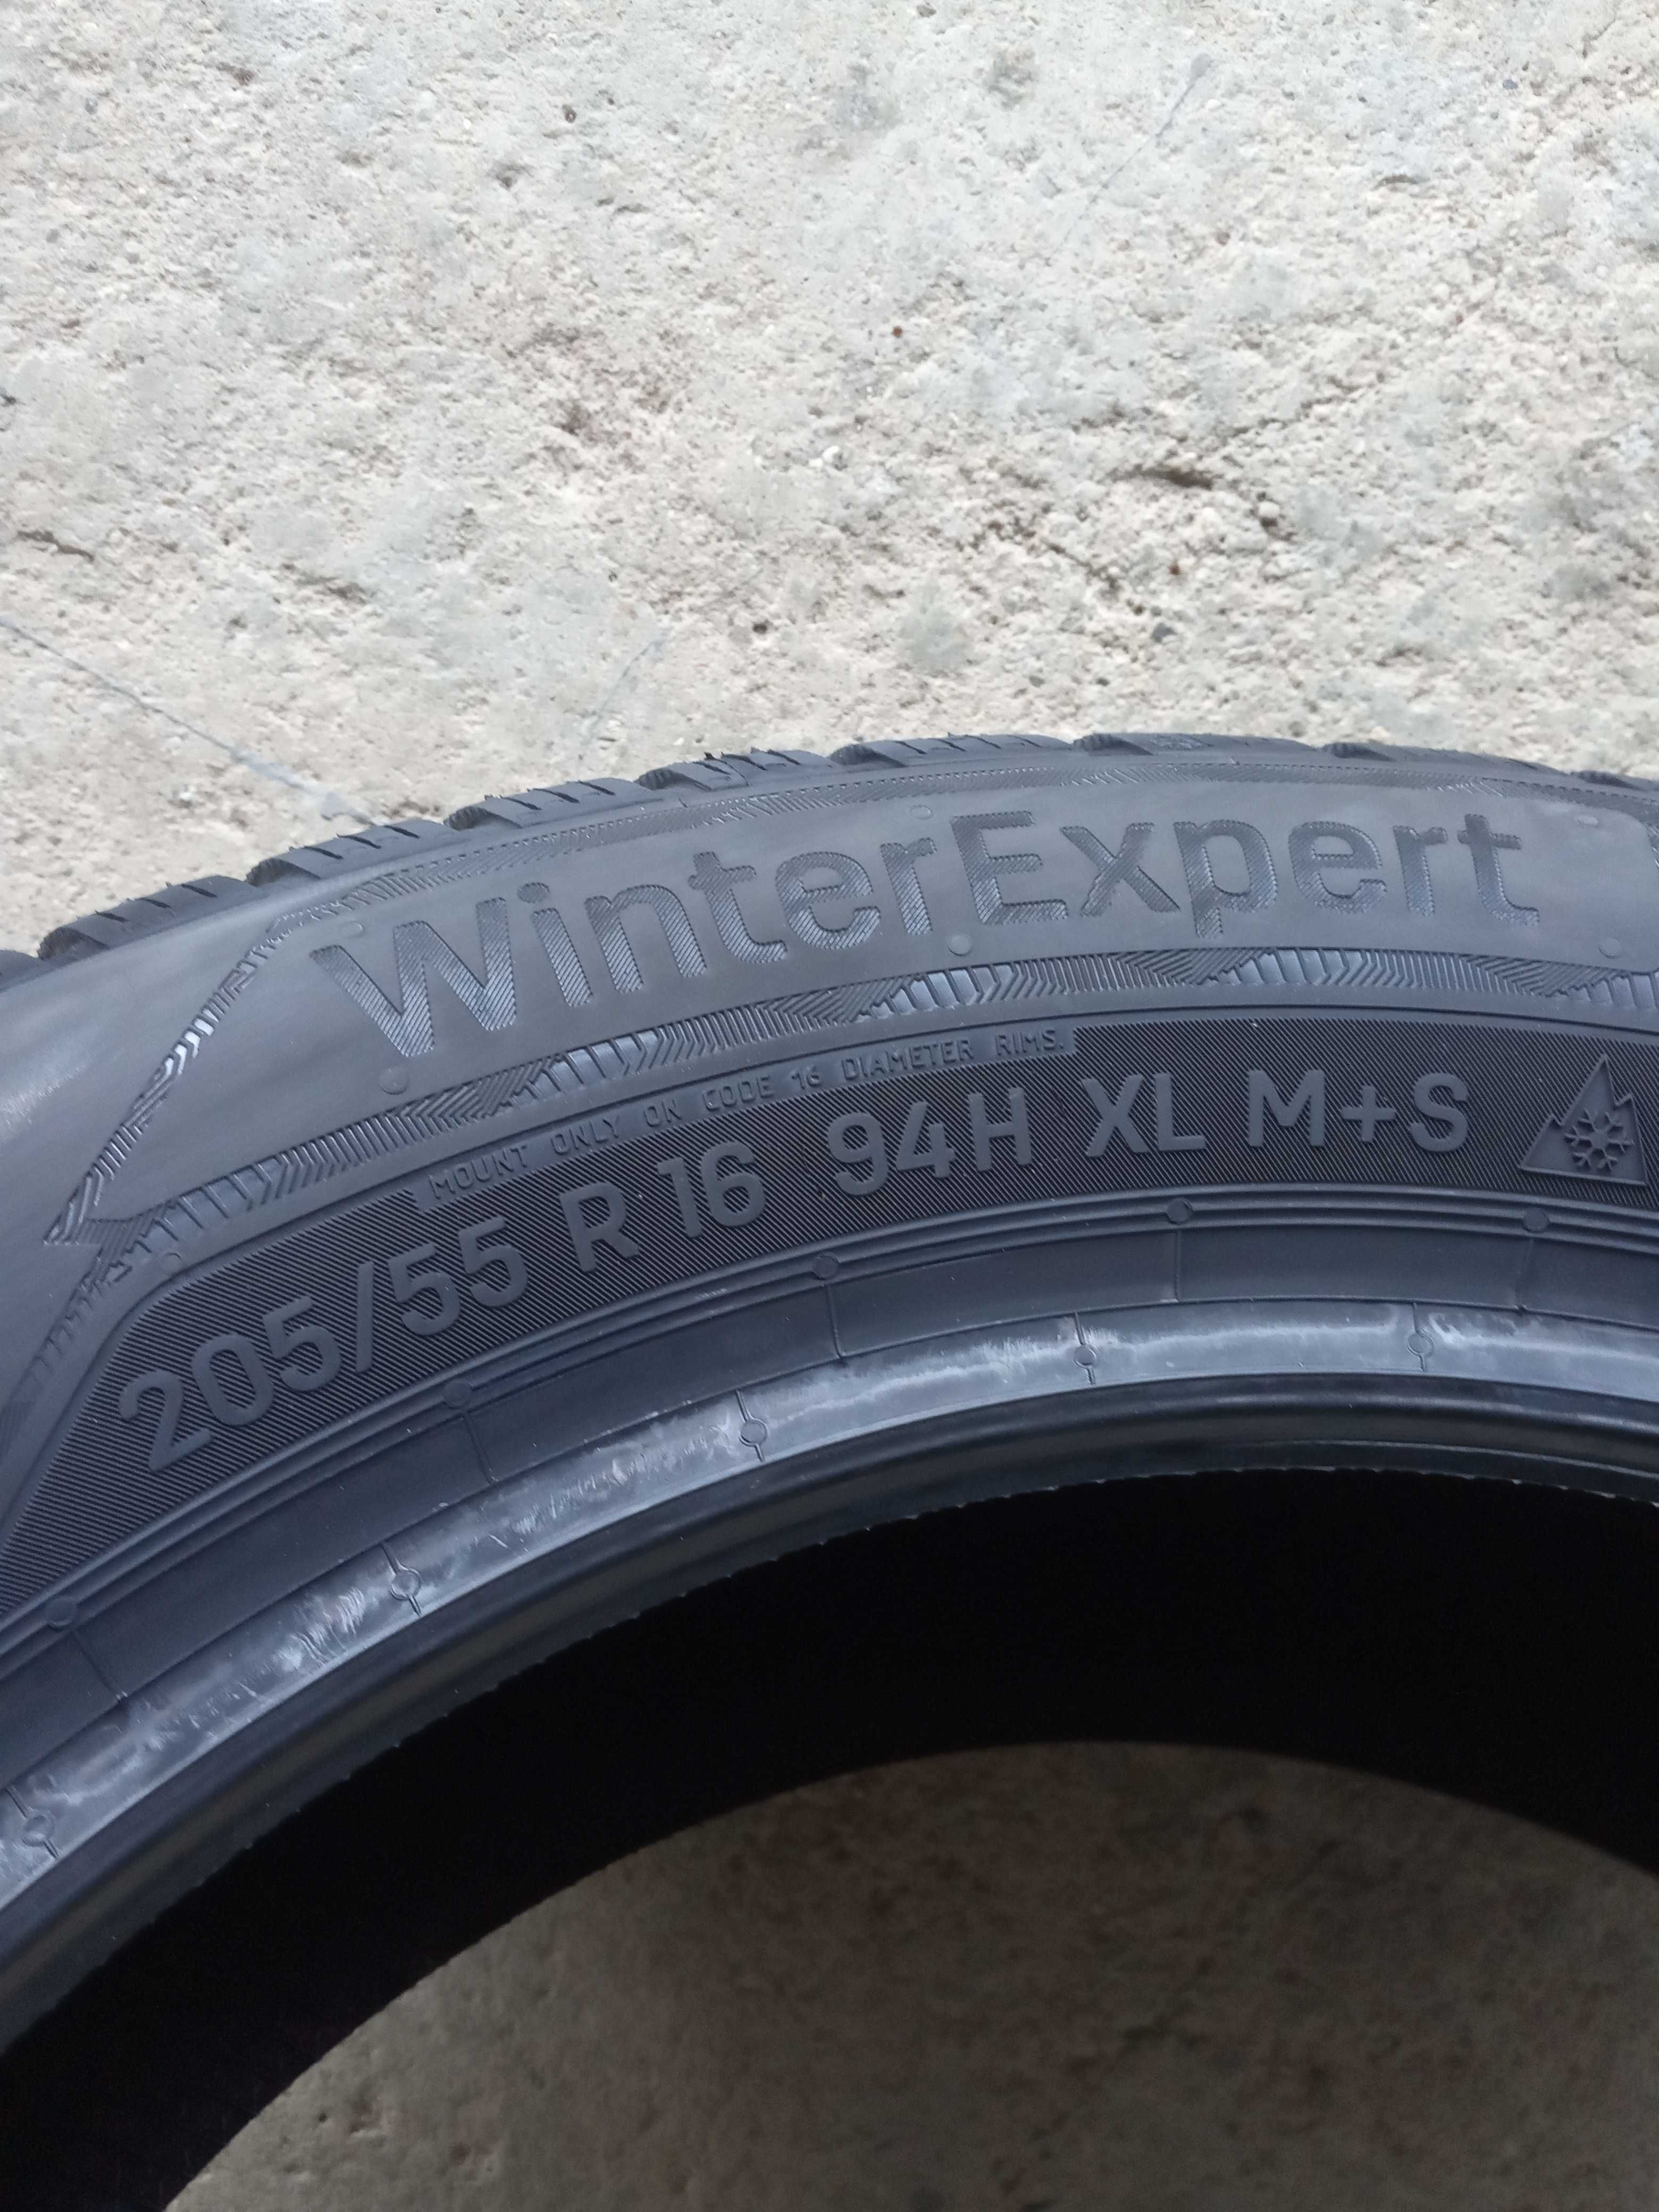 WinterExpert
MOUNT ONLY ON CODE 16 DIAMETER RIMS.
205/55 R 16 94H XL M+S